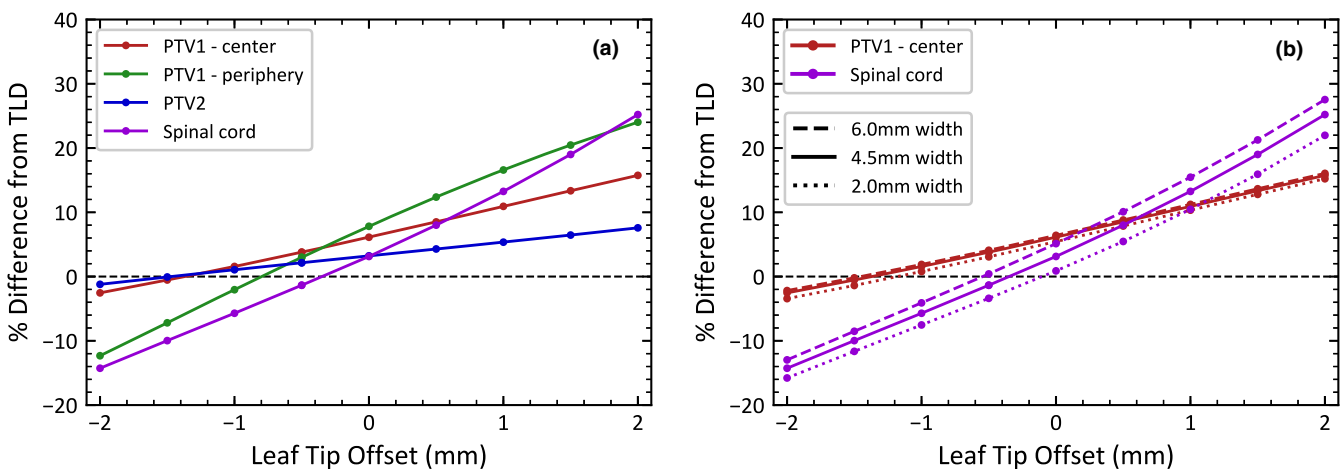 40
30
20
10
0
−10
−20
% Difference from TLD
PTV1 - center
PTV1 - periphery
PTV2
Spinal cord
(a)
−2 −1 0 1 2
Leaf Tip Offset (mm)
40
30
20
10
0
−10
−20
% Difference from TLD
PTV1 - center
Spinal cord
6.0mm width
4.5mm width
2.0mm width
(b)
−2 −1 0 1 2
Leaf Tip Offset (mm)